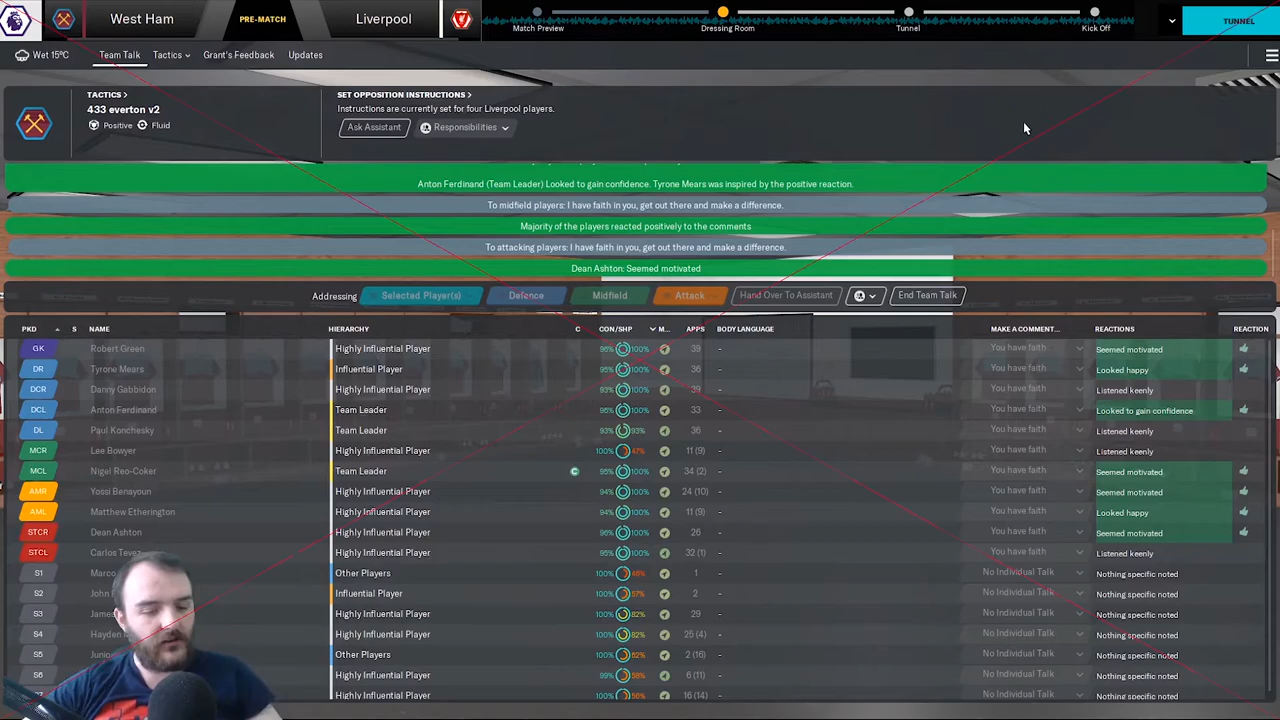 West Ham
PRE-MATCH
Liverpool
Match Preview
Dressing Room
Tunnel
Kick Off
TUNNEL
Wet 15°C
Team Talk
Tactics
Grant's Feedback
Updates
TACTICS >
433 everton v2
Positive
Fluid
SET OPPOSITION INSTRUCTIONS >
Instructions are currently set for four Liverpool players.
Ask Assistant
Responsibilities
Anton Ferdinand (Team Leader) Looked to gain confidence. Tyrone Mears was inspired by the positive reaction.
To midfield players: I have faith in you, get out there and make a difference.
Majority of the players reacted positively to the comments
To attacking players: I have faith in you, get out there and make a difference.
Dean Ashton: Seemed motivated
Addressing
Selected Player(s)
Defence
Midfield
Attack
Hand Over To Assistant
End Team Talk
PKD S NAME HIERARCHY C CON/SHP M... APPS BODY LANGUAGE MAKE A COMMENT... REACTIONS REACTION
GK Robert Green Highly Influential Player 96% 100% 39 - You have faith Seemed motivated
DR Tyrone Mears Influential Player 95% 100% 36 - You have faith Looked happy
DCR Danny Gabbidon Highly Influential Player 93% 100% 39 - You have faith Listened keenly
DCL Anton Ferdinand Team Leader 96% 100% 33 - You have faith Looked to gain confidence
DL Paul Konchesky Team Leader 93% 93% 36 - You have faith Listened keenly
MCR Lee Bowyer Highly Influential Player 100% 47% 11 (9) - You have faith Listened keenly
MCL Nigel Reo-Coker Team Leader C 95% 100% 34 (2) - You have faith Seemed motivated
AMR Yossi Benayoun Highly Influential Player 94% 100% 24 (10) - You have faith Seemed motivated
AML Matthew Etherington Highly Influential Player 94% 100% 11 (9) - You have faith Looked happy
STCR Dean Ashton Highly Influential Player 96% 100% 26 - You have faith Seemed motivated
STCL Carlos Tevez Highly Influential Player 95% 100% 32 (1) - You have faith Listened keenly
S1 Marco Other Players 100% 46% 1 - No Individual Talk Nothing specific noted
S2 John Influential Player 100% 57% 2 - No Individual Talk Nothing specific noted
S3 James Highly Influential Player 100% 82% 29 - No Individual Talk Nothing specific noted
S4 Hayden Highly Influential Player 100% 82% 25 (4) - No Individual Talk Nothing specific noted
S5 Other Players 100% 62% 2 (16) - No Individual Talk Nothing specific noted
S6 Highly Influential Player 99% 58% 6 (11) - No Individual Talk Nothing specific noted
Highly Influential Player 100% 56% 16 (14) - No Individual Talk Nothing specific noted